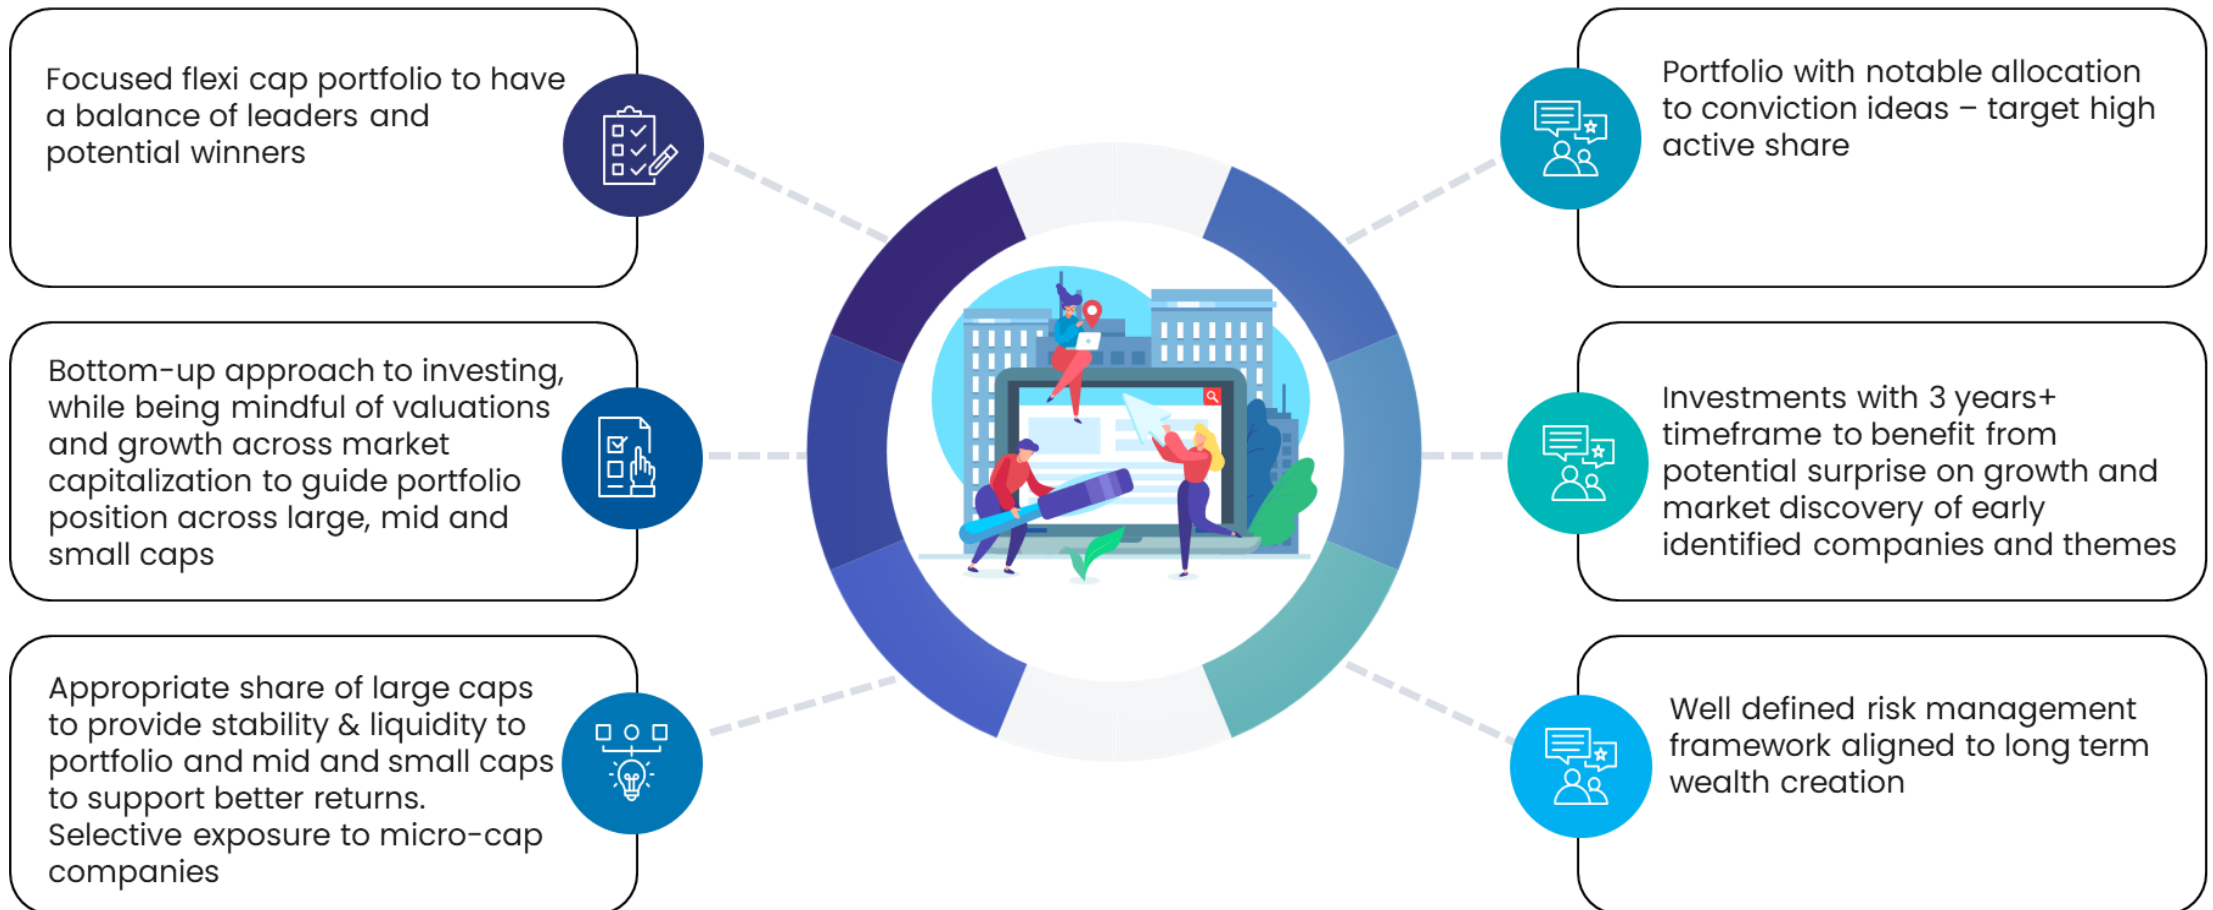 Focused flexi cap portfolio to have
a balance of leaders and
potential winners
Bottom-up approach to investing,
while being mindful of valuations
and growth across market
capitalization to guide portfolio
position across large, mid and
small caps
Appropriate share of large caps
to provide stability & liquidity to
portfolio and mid and small caps
to support better returns.
Selective exposure to micro-cap
companies
Portfolio with notable allocation
to conviction ideas – target high
active share
Investments with 3 years+
timeframe to benefit from
potential surprise on growth and
market discovery of early
identified companies and themes
Well defined risk management
framework aligned to long term
wealth creation